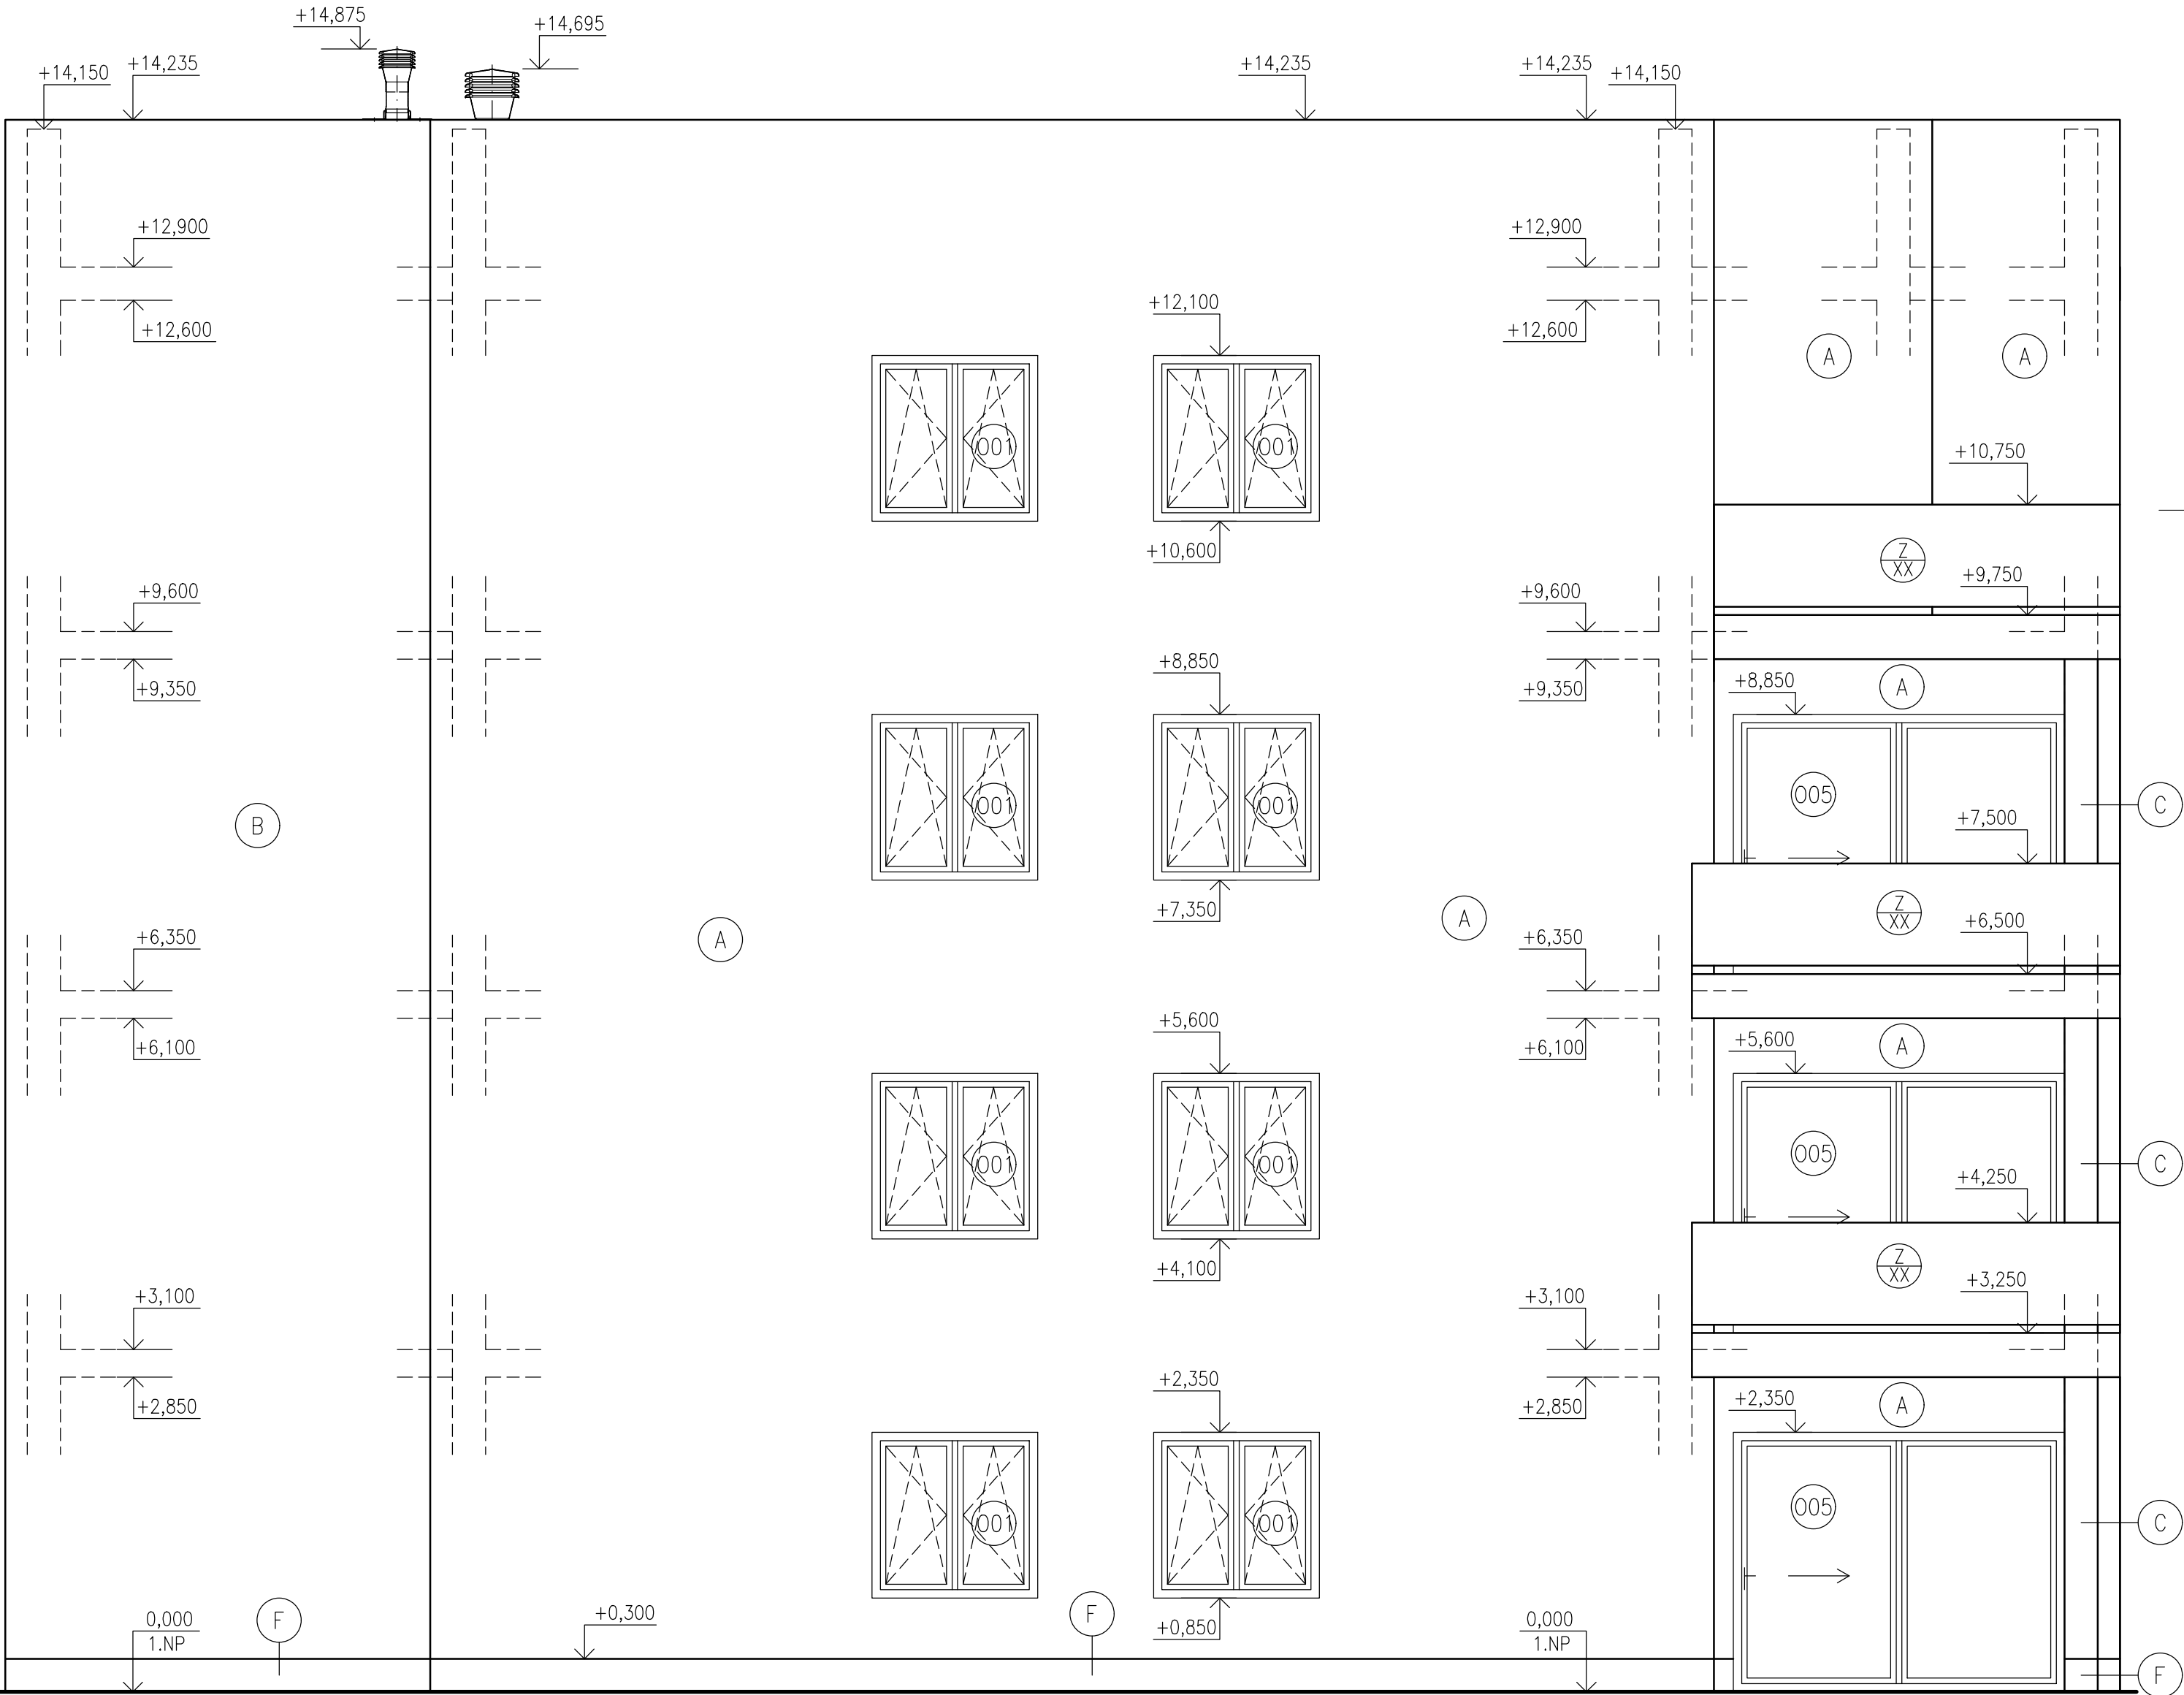 +14,875
+14,695
+14,150
+14,235
+14,235
+14,235
+14,150
+12,900
+12,900
+12,600
+12,100
+12,600
A
A
001
001
+10,750
+10,600
Z
XX
+9,600
+9,600
+9,750
+9,350
+8,850
+9,350
+8,850
A
B
001
001
005
C
+7,500
+7,350
A
A
Z
XX
+6,350
+6,350
+6,500
+6,100
+5,600
+6,100
+5,600
A
001
001
005
C
+4,250
+4,100
Z
XX
+3,100
+3,100
+3,250
+2,850
+2,350
+2,850
+2,350
A
001
001
005
C
0,000
1.NP
F
+0,300
F
+0,850
0,000
1.NP
F